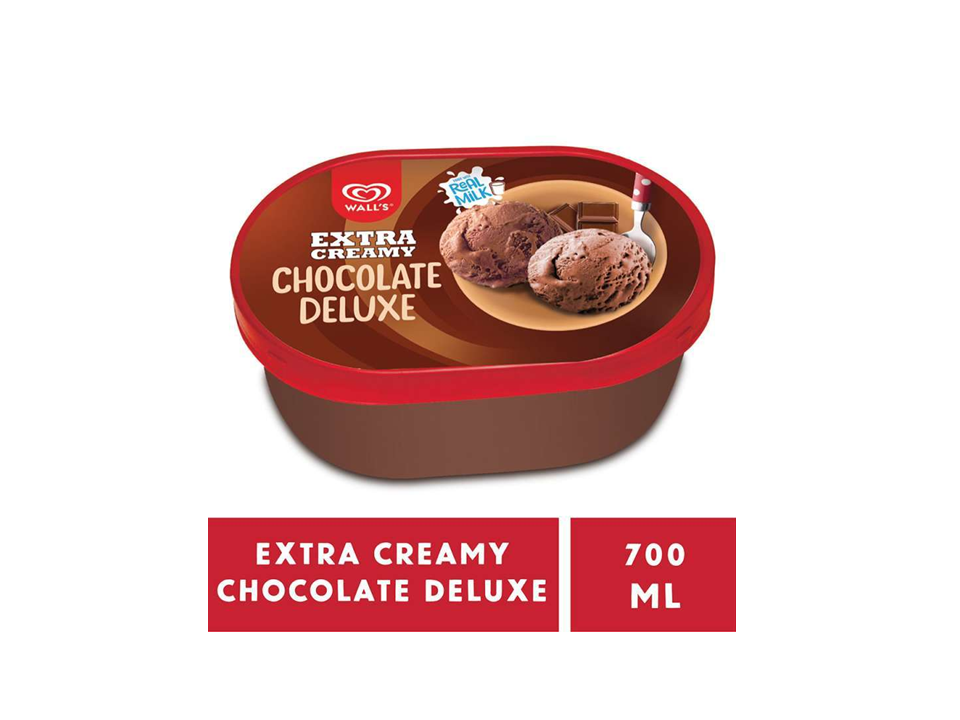 WALL'S
EXTRA
CREAMY
CHOCOLATE
DELUXE
REAL
MILK
EXTRA CREAMY
CHOCOLATE DELUXE
700
ML